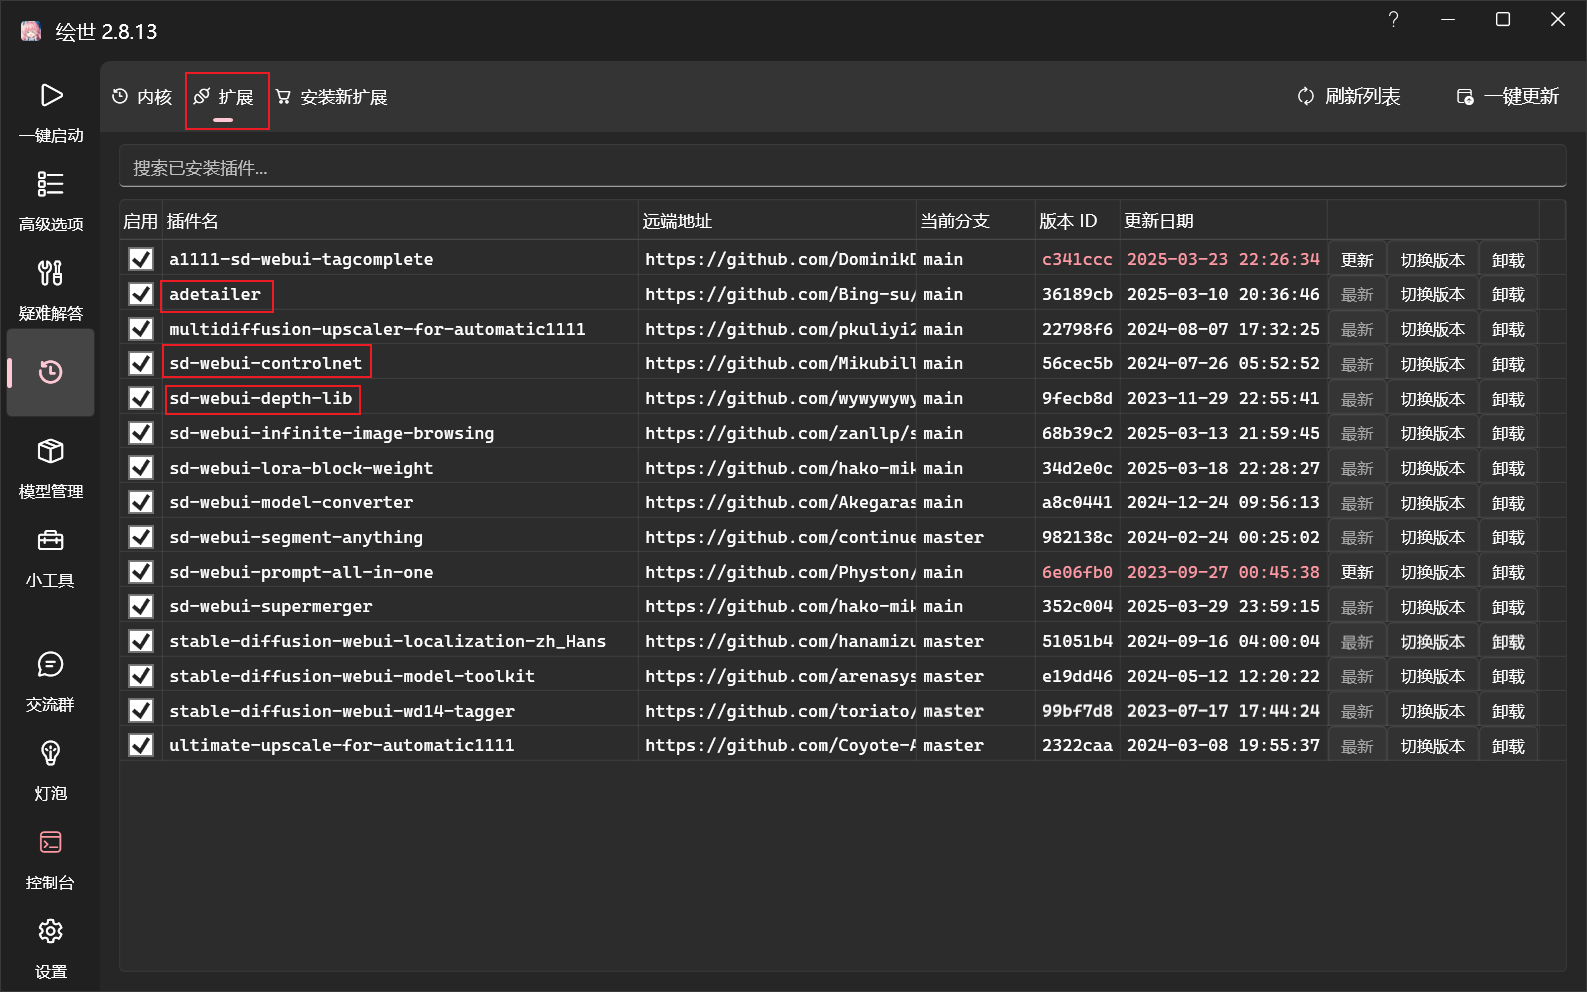 绘世 2.8.13
?
一键启动
高级选项
疑难解答
模型管理
小工具
交流群
灯泡
控制台
设置
内核 扩展 安装新扩展 刷新列表 一键更新
搜索已安装插件...
启用 插件名 远端地址 当前分支 版本 ID 更新日期
a1111-sd-webui-tagcomplete https://github.com/DominikD main c341ccc 2025-03-23 22:26:34 更新 切换版本 卸载
adetailer https://github.com/Bing-su/ main 36189cb 2025-03-10 20:36:46 最新 切换版本 卸载
multidiffusion-upscaler-for-automatic1111 https://github.com/pkuliyi2 main 22798f6 2024-08-07 17:32:25 最新 切换版本 卸载
sd-webui-controlnet https://github.com/Mikubill main 56cec5b 2024-07-26 05:52:52 最新 切换版本 卸载
sd-webui-depth-lib https://github.com/wywywywy main 9fecb8d 2023-11-29 22:55:41 最新 切换版本 卸载
sd-webui-infinite-image-browsing https://github.com/zanllp/s main 68b39c2 2025-03-13 21:59:45 最新 切换版本 卸载
sd-webui-lora-block-weight https://github.com/hako-mik main 34d2e0c 2025-03-18 22:28:27 最新 切换版本 卸载
sd-webui-model-converter https://github.com/Akegaras main a8c0441 2024-12-24 09:56:13 最新 切换版本 卸载
sd-webui-segment-anything https://github.com/continue master 982138c 2024-02-24 00:25:02 最新 切换版本 卸载
sd-webui-prompt-all-in-one https://github.com/Physton/ main 6e06fb0 2023-09-27 00:45:38 更新 切换版本 卸载
sd-webui-supermerger https://github.com/hako-mik main 352c004 2025-03-29 23:59:15 最新 切换版本 卸载
stable-diffusion-webui-localization-zh_Hans https://github.com/hanamizu master 51051b4 2024-09-16 04:00:04 最新 切换版本 卸载
stable-diffusion-webui-model-toolkit https://github.com/arenasys master e19dd46 2024-05-12 12:20:22 最新 切换版本 卸载
stable-diffusion-webui-wd14-tagger https://github.com/toriato/ master 99bf7d8 2023-07-17 17:44:24 最新 切换版本 卸载
ultimate-upscale-for-automatic1111 https://github.com/Coyote-A master 2322caa 2024-03-08 19:55:37 最新 切换版本 卸载